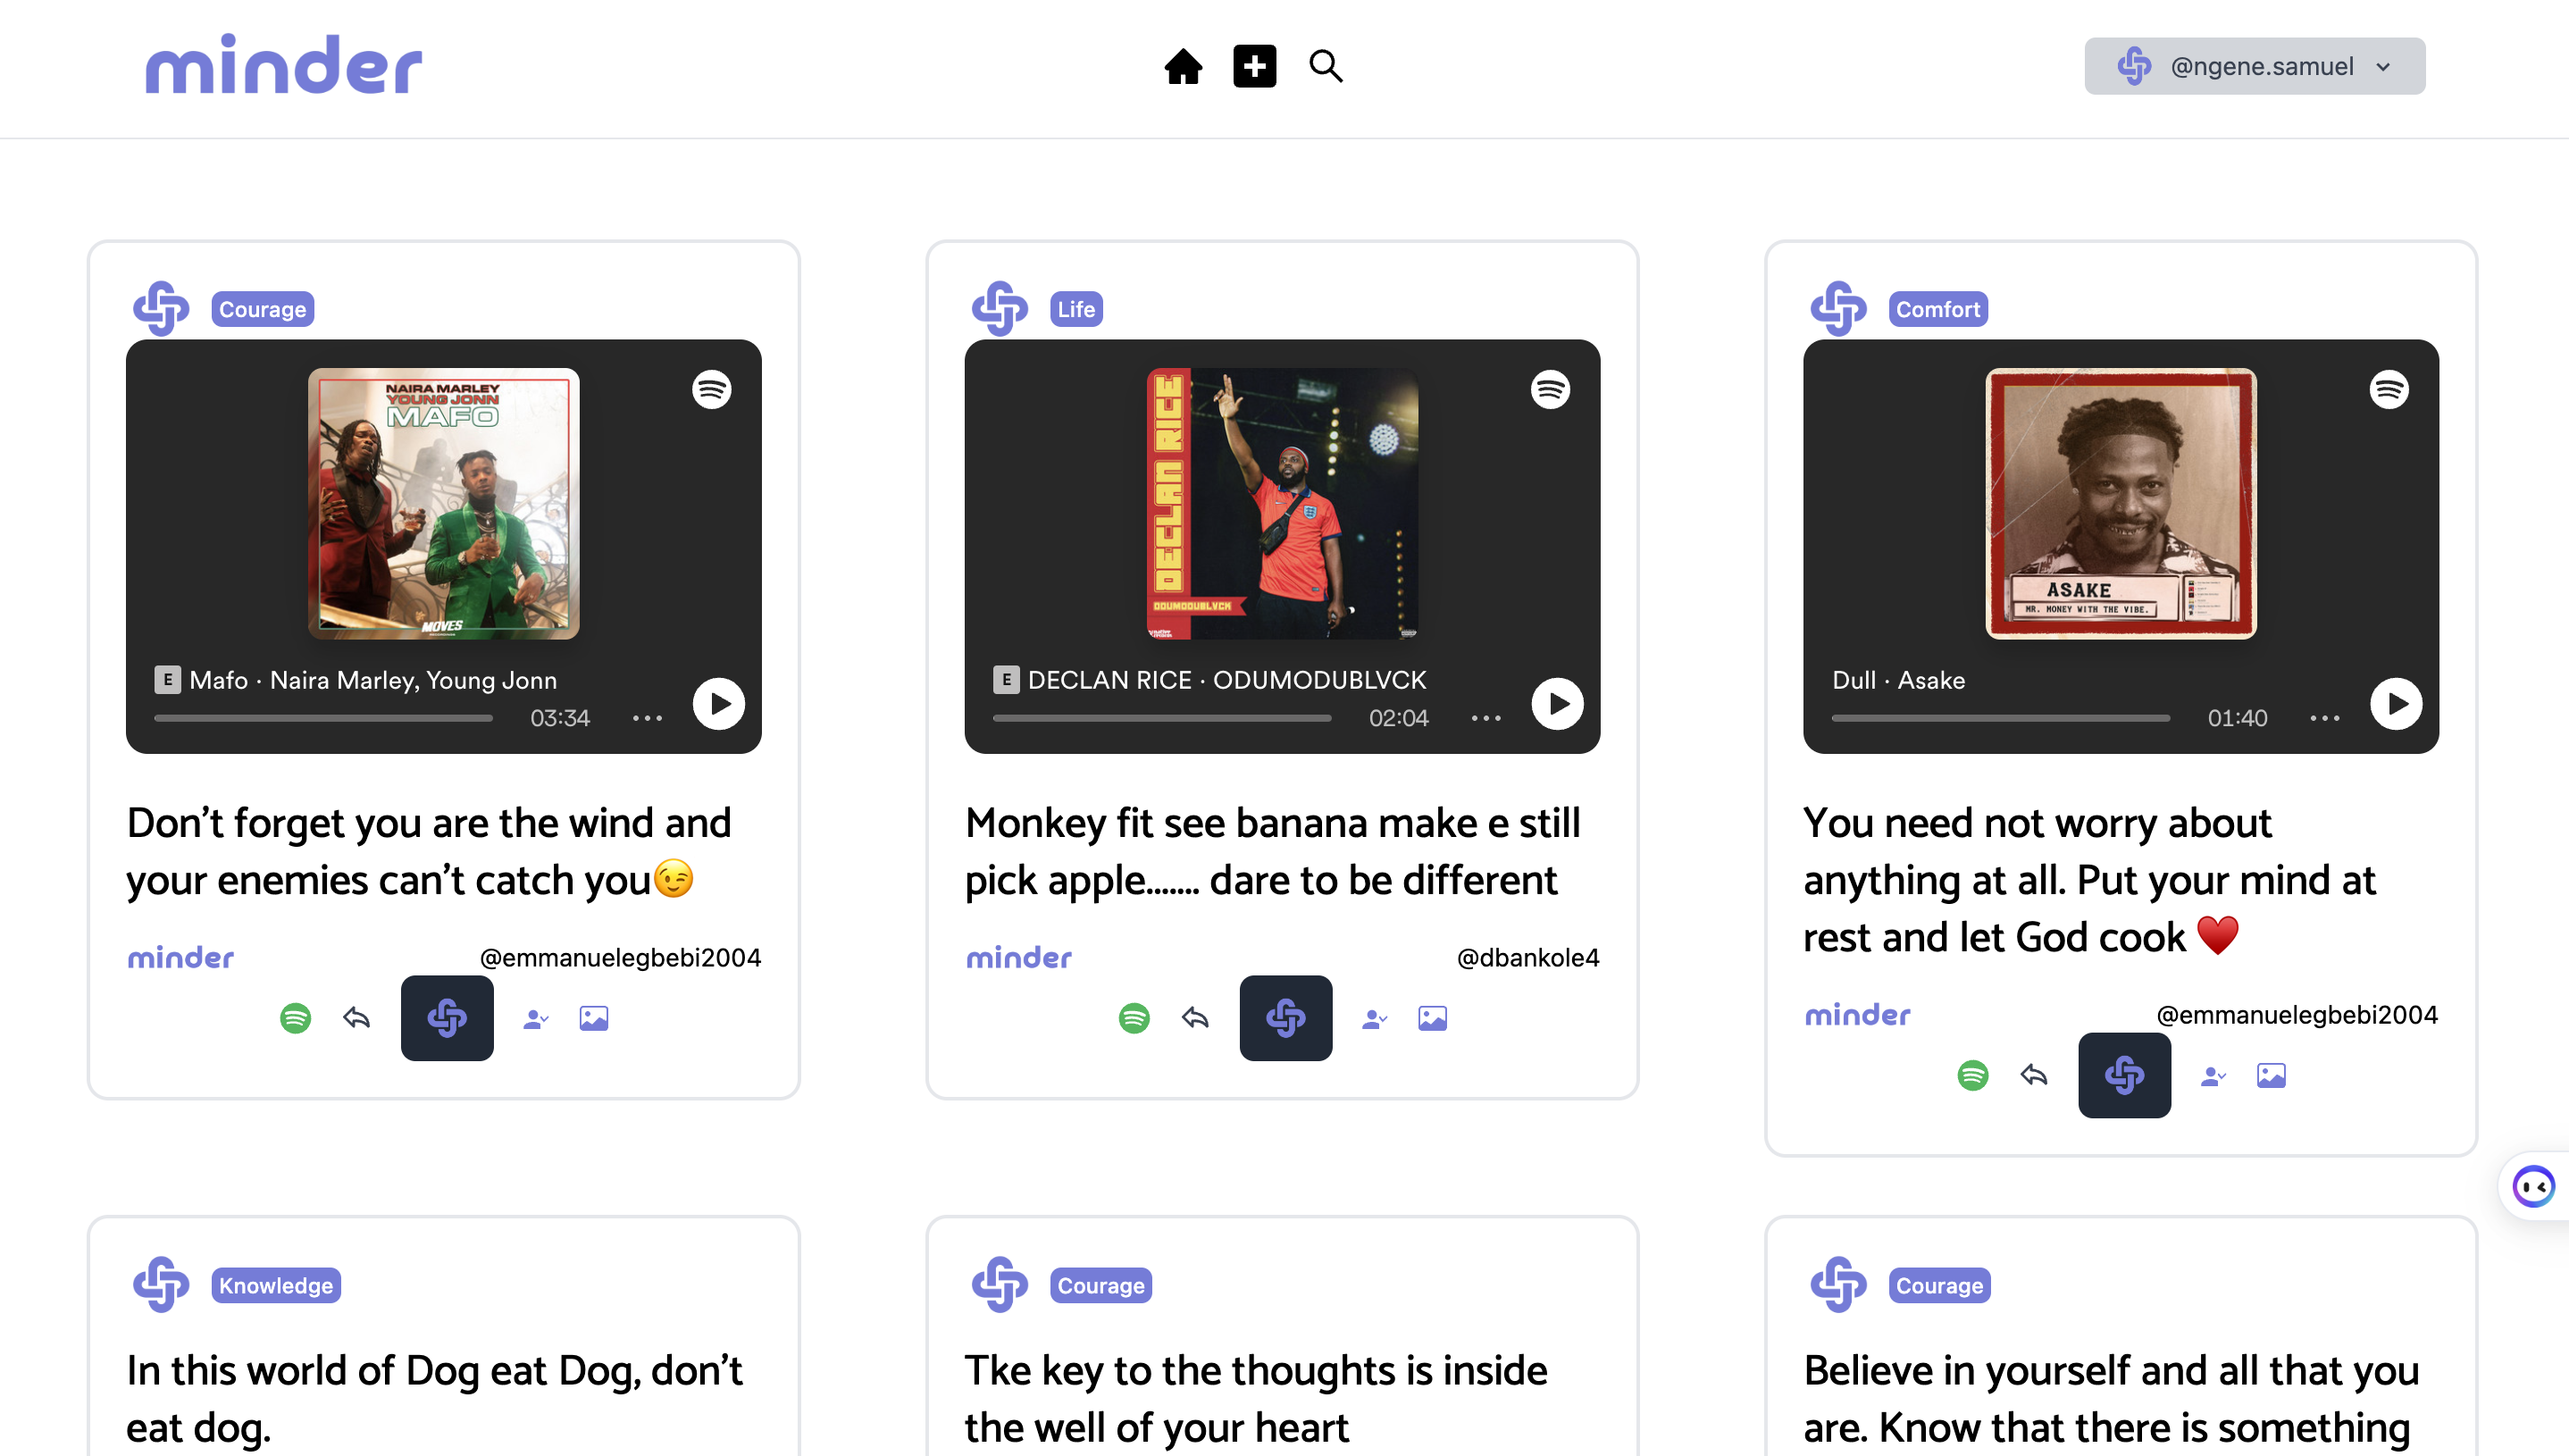 minder
@ngene.samuel
Courage
NAIRA MARLEY
YOUNG JONN
MAFO
MOVES
E Mafo · Naira Marley, Young Jonn
03:34
Don't forget you are the wind and
your enemies can't catch you😉
minder @emmanuelegbebi2004
Life
DECLAN RICE
ODUMODUBLVCK
E DECLAN RICE · ODUMODUBLVCK
02:04
Monkey fit see banana make e still
pick apple....... dare to be different
minder @dbankole4
Comfort
ASAKE
MR. MONEY WITH THE VIBE.
Dull · Asake
01:40
You need not worry about
anything at all. Put your mind at
rest and let God cook ♥️
minder @emmanuelegbebi2004
Knowledge
In this world of Dog eat Dog, don't
eat dog.
Courage
Tke key to the thoughts is inside
the well of your heart
Courage
Believe in yourself and all that you
are. Know that there is something